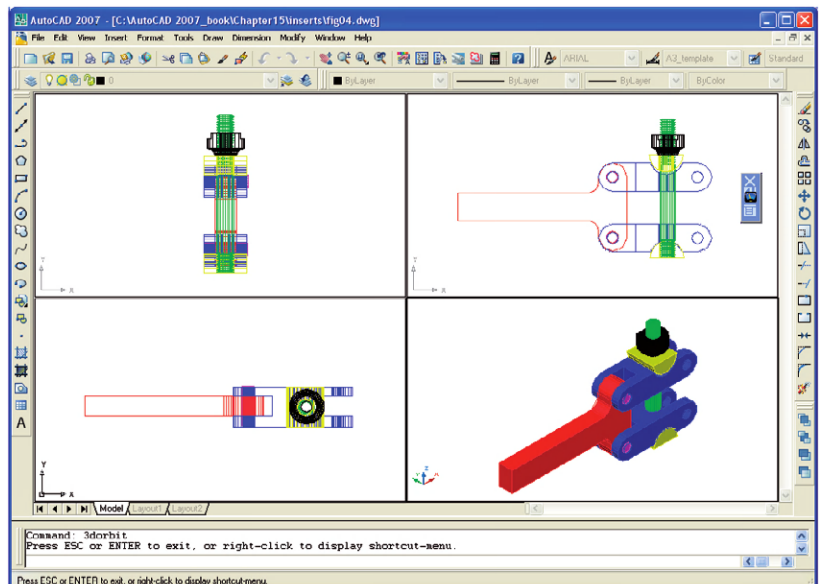 AutoCAD 2007 - [C:\AutoCAD 2007_book\Chapter15\inserts\fig04.dwg]
File Edit View Insert Format Tools Draw Dimension Modify Window Help
ARIAL A3_template Standard
0 ByLayer ByLayer ByLayer ByColor
Y
X
Y
X
Y
X
Z
Y
X
Model Layout1 Layout2
Command: 3dorbit
Press ESC or ENTER to exit, or right-click to display shortcut-menu.
Press ESC or ENTER to exit, or right-click to display shortcut-menu.